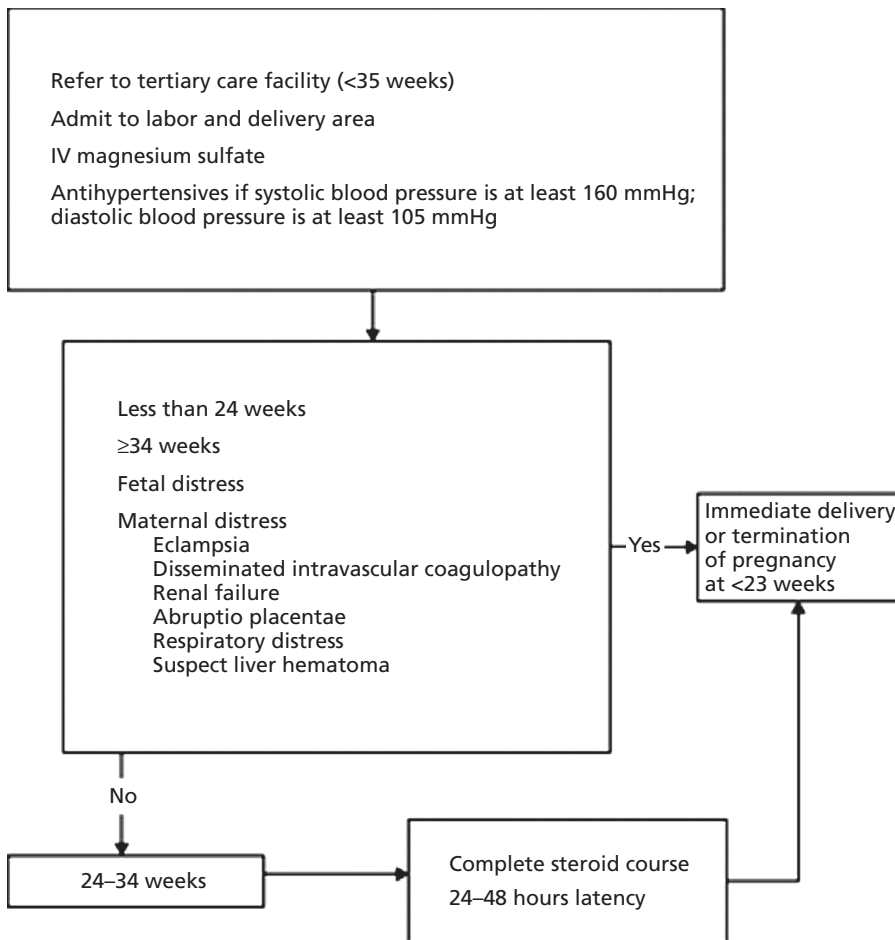 Refer to tertiary care facility (<35 weeks)
Admit to labor and delivery area
IV magnesium sulfate
Antihypertensives if systolic blood pressure is at least 160 mmHg;
diastolic blood pressure is at least 105 mmHg
Less than 24 weeks
≥34 weeks
Fetal distress
Maternal distress
Eclampsia
Disseminated intravascular coagulopathy
Renal failure
Abruptio placentae
Respiratory distress
Suspect liver hematoma
Yes
Immediate delivery
or termination
of pregnancy
at <23 weeks
No
24–34 weeks
Complete steroid course
24–48 hours latency